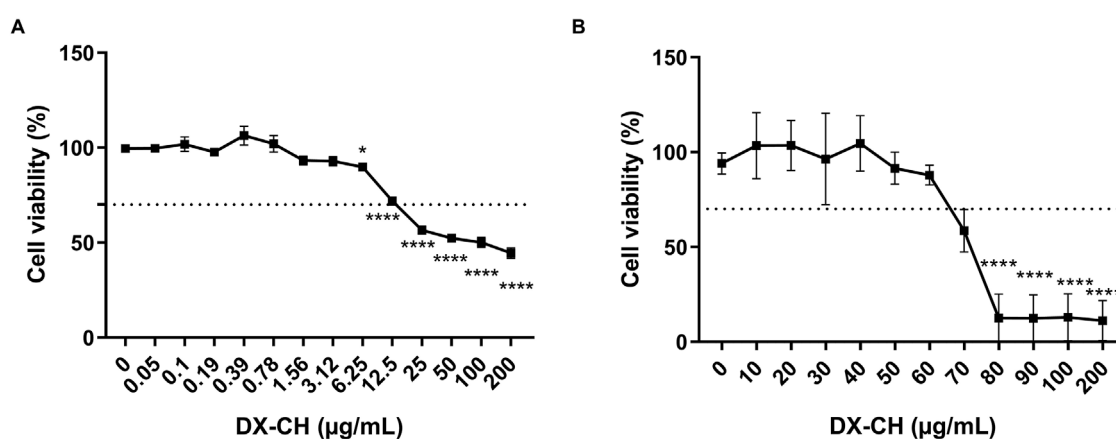 A
150
100
50
0
Cell viability (%)
*
****
****
****
****
****
0 0.05 0.1 0.19 0.39 0.78 1.56 3.12 6.25 12.5 25 50 100 200
DX-CH (µg/mL)
B
150
100
50
0
Cell viability (%)
**** **** **** ****
0 10 20 30 40 50 60 70 80 90 100 200
DX-CH (µg/mL)